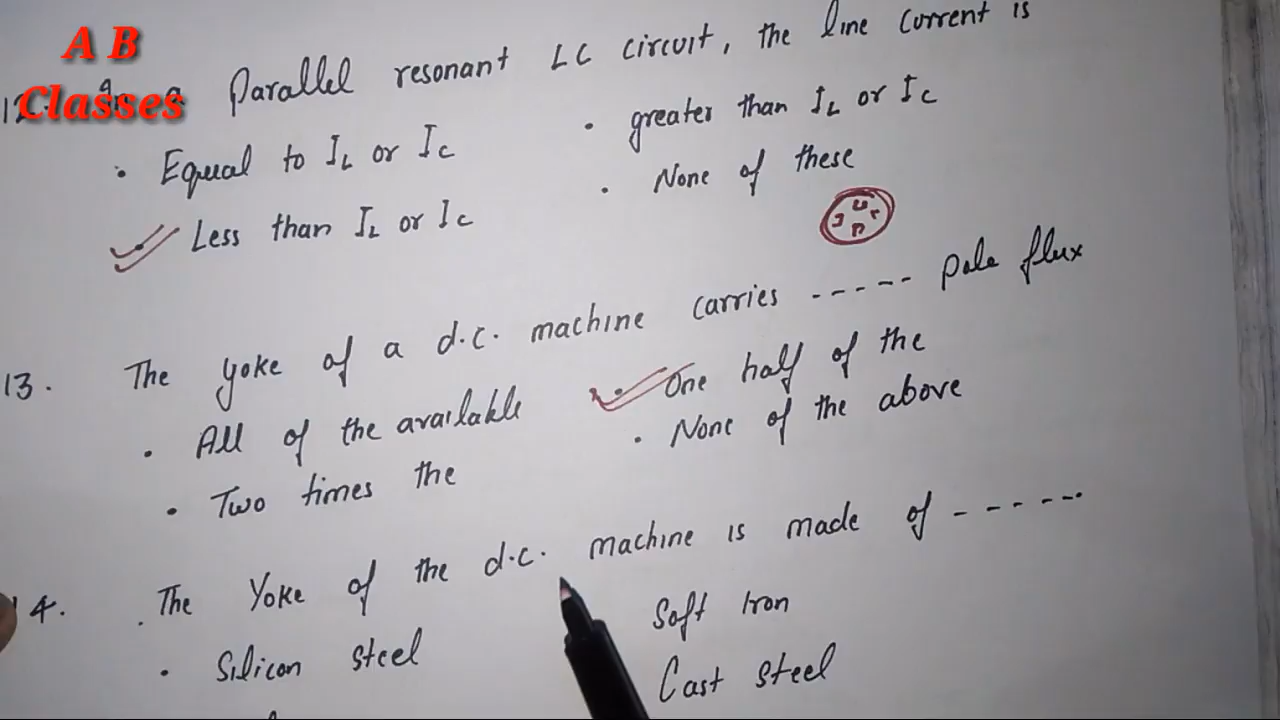 A B
Classes
12. In a Parallel resonant LC circuit, the line current is
• Equal to IL or IC
• greater than IL or IC
• Less than IL or IC
• None of these
13. The yoke of a d.c. machine carries ----- pole flux
• All of the available
• One half of the
• Two times the
• None of the above
4. The Yoke of the d.c. machine is made of ------
• Silicon steel
Soft Iron
Cast steel